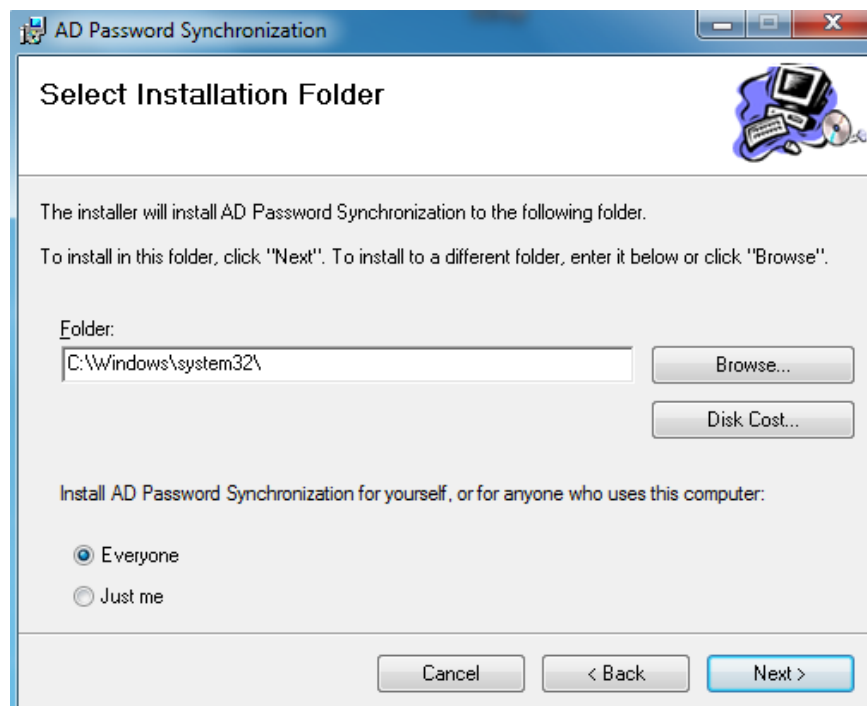 AD Password Synchronization
Select Installation Folder
The installer will install AD Password Synchronization to the following folder.
To install in this folder, click "Next". To install to a different folder, enter it below or click "Browse".
Folder:
C:\Windows\system32\
Browse...
Disk Cost...
Install AD Password Synchronization for yourself, or for anyone who uses this computer:
Everyone
Just me
Cancel
< Back
Next >